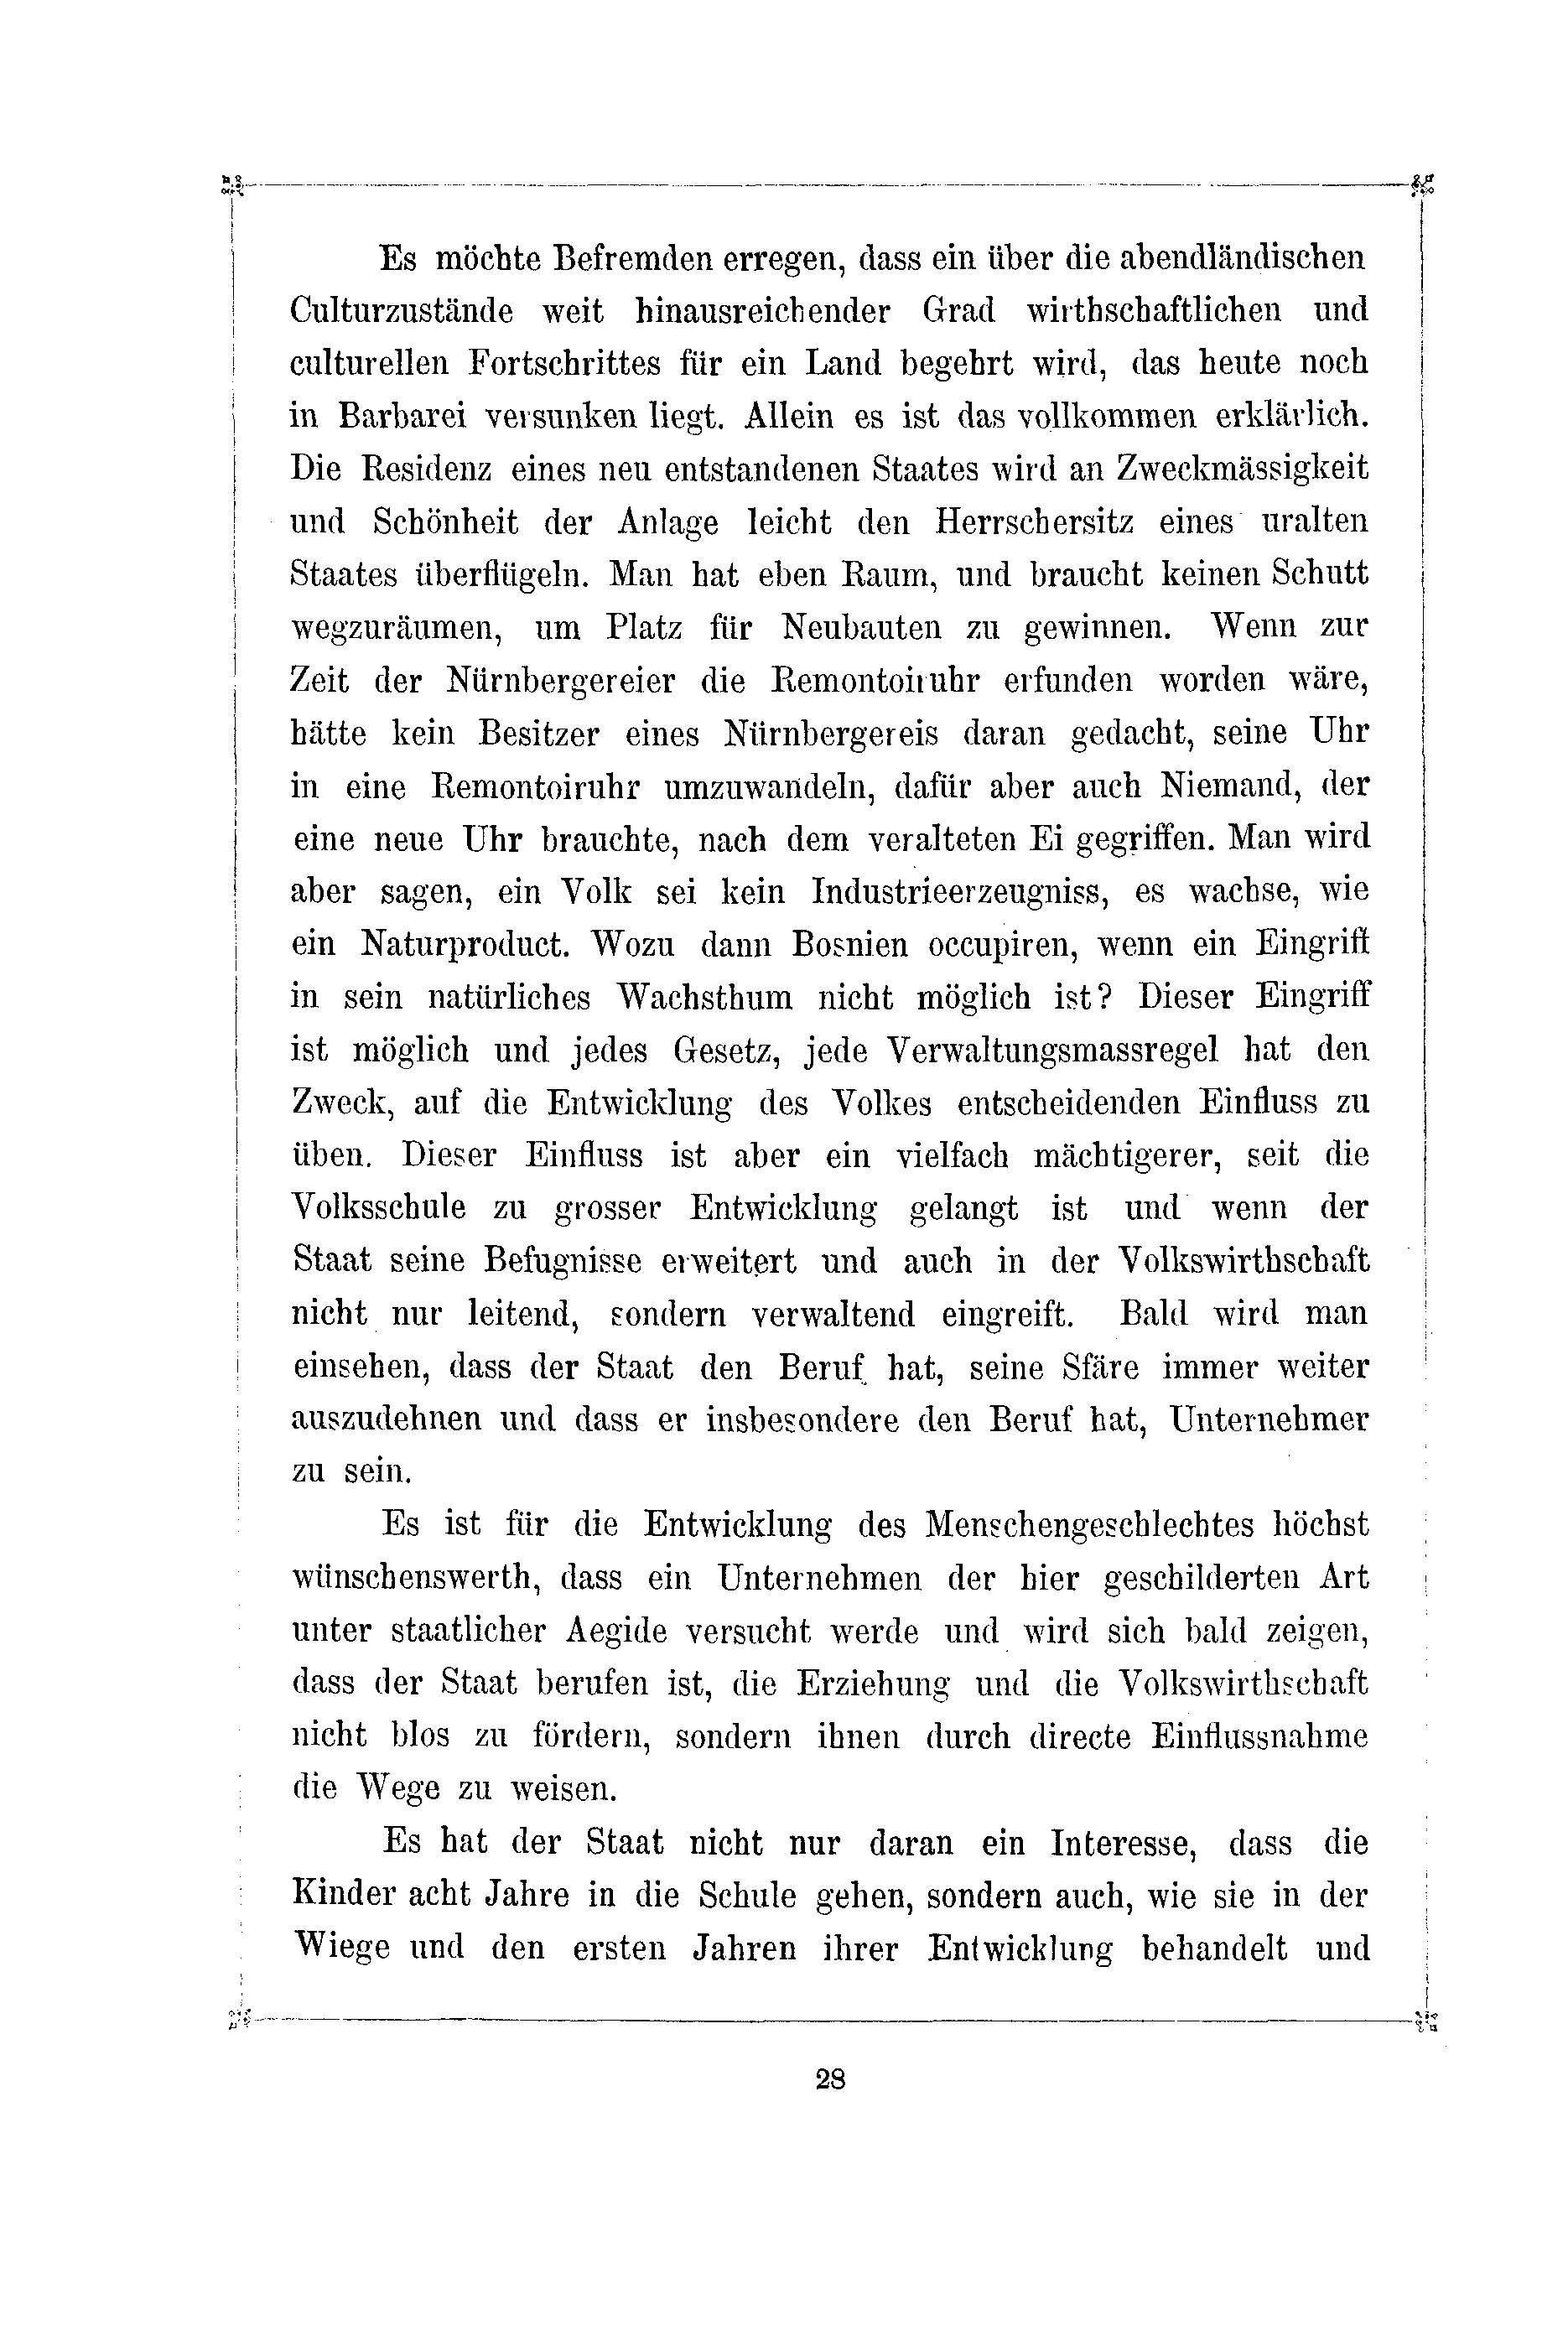 Es möchte Befremden erregen, dass ein über die abendländischen
Culturzustände weit hinausreichender Grad wirthschaftlichen und
culturellen Fortschrittes für ein Land begehrt wird, das heute noch
in Barbarei versunken liegt. Allein es ist das vollkommen erklärlich.
Die Residenz eines neu entstandenen Staates wird an Zweckmässigkeit
und Schönheit der Anlage leicht den Herrschersitz eines uralten
Staates überflügeln. Man hat eben Raum, und braucht keinen Schutt
wegzuräumen, um Platz für Neubauten zu gewinnen. Wenn zur
Zeit der Nürnbergereier die Remontoiruhr erfunden worden wäre,
hätte kein Besitzer eines Nürnbergereis daran gedacht, seine Uhr
in eine Remontoiruhr umzuwandeln, dafür aber auch Niemand, der
eine neue Uhr brauchte, nach dem veralteten Ei gegriffen. Man wird
aber sagen, ein Volk sei kein Industrieerzeugniss, es wachse, wie
ein Naturproduct. Wozu dann Bosnien occupiren, wenn ein Eingriff
in sein natürliches Wachsthum nicht möglich ist? Dieser Eingriff
ist möglich und jedes Gesetz, jede Verwaltungsmassregel hat den
Zweck, auf die Entwicklung des Volkes entscheidenden Einfluss zu
üben. Dieser Einfluss ist aber ein vielfach mächtigerer, seit die
Volksschule zu grosser Entwicklung gelangt ist und wenn der
Staat seine Befugnisse erweitert und auch in der Volkswirthschaft
nicht nur leitend, sondern verwaltend eingreift. Bald wird man
einsehen, dass der Staat den Beruf hat, seine Sfäre immer weiter
auszudehnen und dass er insbesondere den Beruf hat, Unternehmer
zu sein.
Es ist für die Entwicklung des Menschengeschlechtes höchst
wünschenswerth, dass ein Unternehmen der hier geschilderten Art
unter staatlicher Aegide versucht werde und wird sich bald zeigen,
dass der Staat berufen ist, die Erziehung und die Volkswirthschaft
nicht blos zu fördern, sondern ihnen durch directe Einflussnahme
die Wege zu weisen.
Es hat der Staat nicht nur daran ein Interesse, dass die
Kinder acht Jahre in die Schule gehen, sondern auch, wie sie in der
Wiege und den ersten Jahren ihrer Entwicklung behandelt und
28